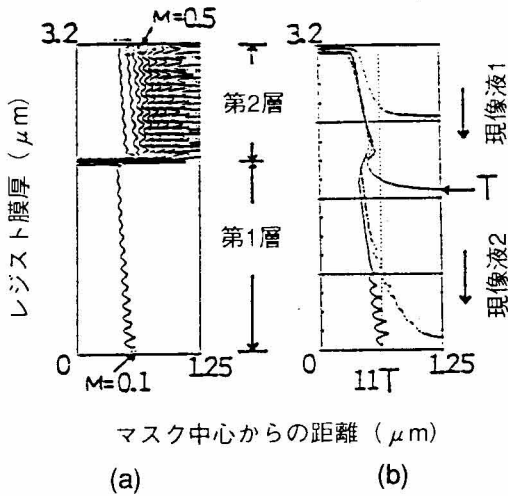 M=0.5
3.2
レジスト膜厚 (μm)
第2層
第1層
0
1.25
M=0.1
(a)
3.2
現像液1
T
現像液2
0
11T
1.25
マスク中心からの距離 (μm)
(b)